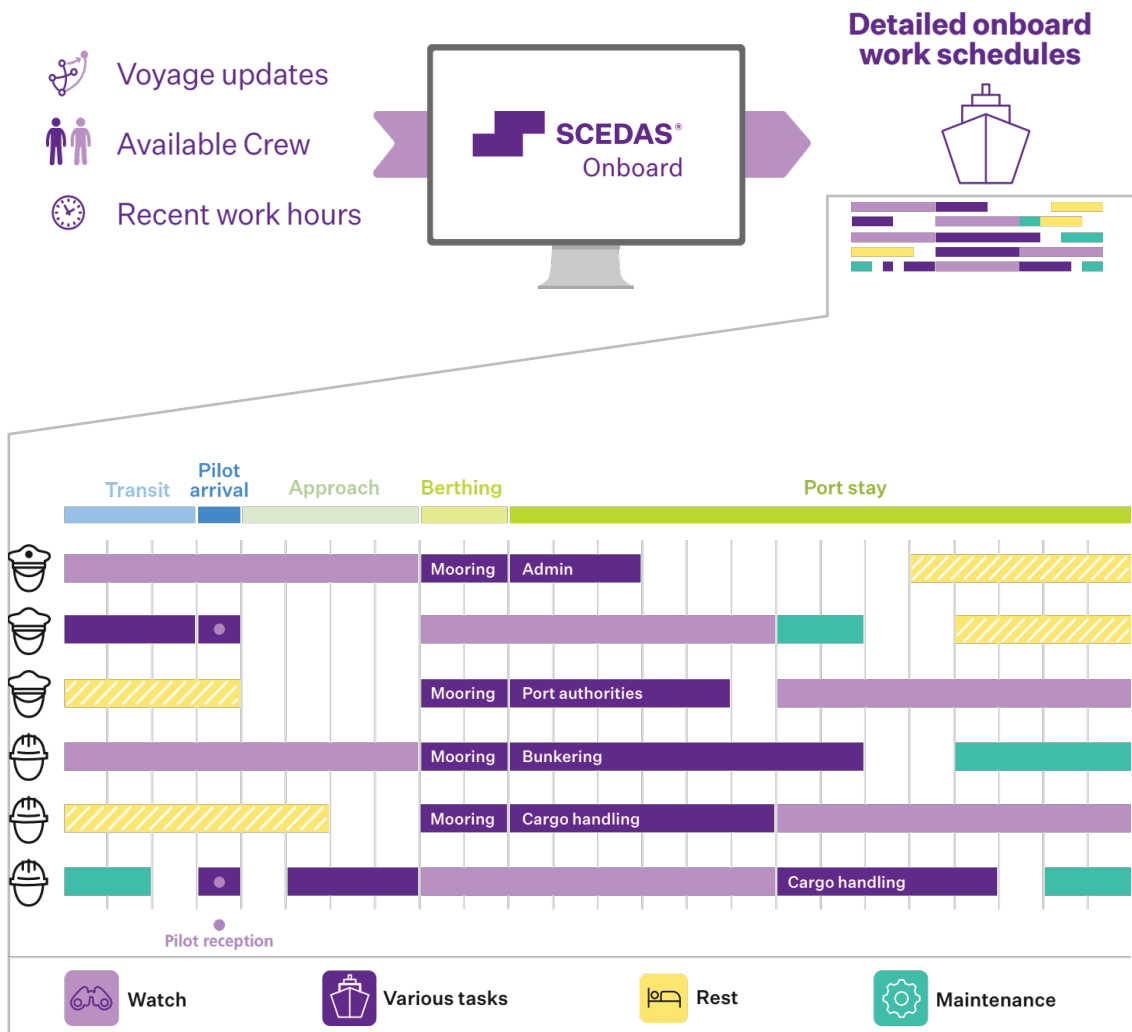 Voyage updates
Available Crew
Recent work hours
SCEDAS®
Onboard
Detailed onboard
work schedules
Transit
Pilot
arrival
Approach
Berthing
Port stay
Mooring
Admin
Mooring
Port authorities
Mooring
Bunkering
Mooring
Cargo handling
Cargo handling
Pilot reception
Watch
Various tasks
Rest
Maintenance